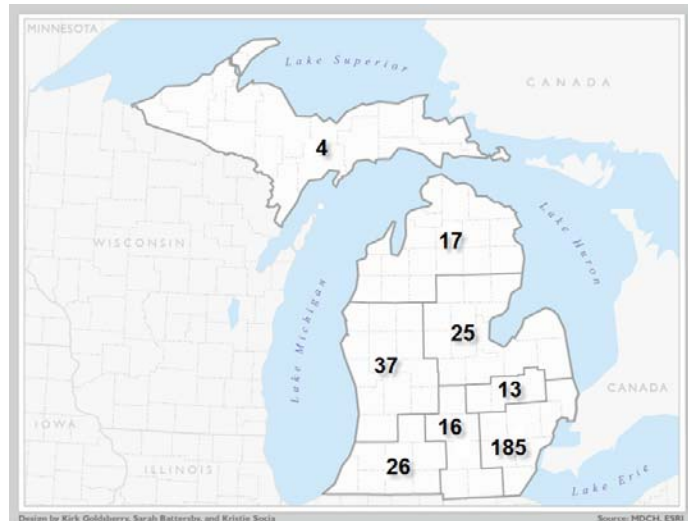 MINNESOTA
Lake Superior
CANADA
4
Lake Huron
17
WISCONSIN
Lake Michigan
25
37
13
CANADA
IOWA
16
185
ILLINOIS
26
Lake Erie
Design by Kirk Goldsberry, Sarah Battersby, and Kristie Socia
Source: MDCH, ESRI